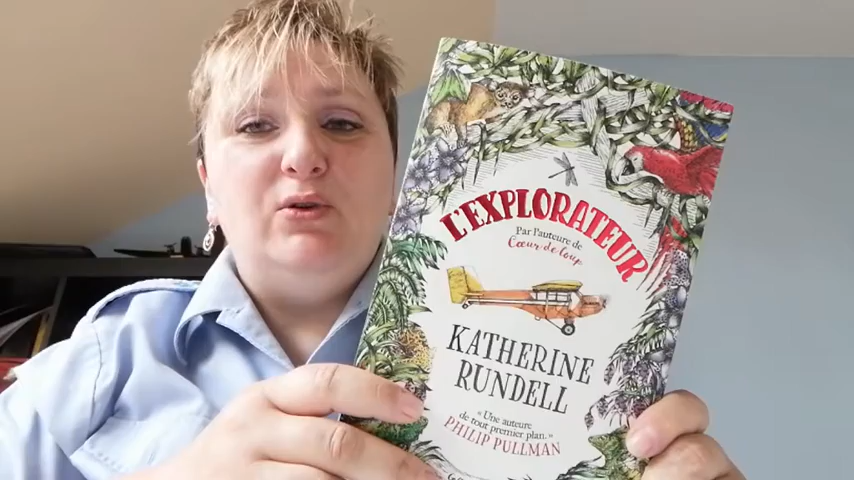 L'EXPLORATEUR
Par l'auteure de
Cœur de loup
KATHERINE
RUNDELL
« Une auteure
de tout premier plan. »
PHILIP PULLMAN